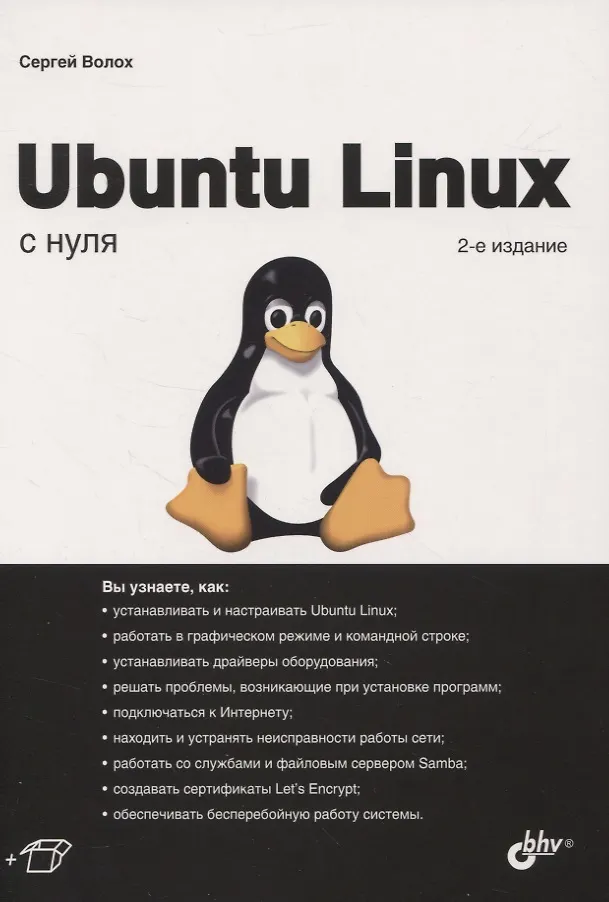 Сергей Волох
Ubuntu Linux
с нуля
2-е издание
Вы узнаете, как:
• устанавливать и настраивать Ubuntu Linux;
• работать в графическом режиме и командной строке;
• устанавливать драйверы оборудования;
• решать проблемы, возникающие при установке программ;
• подключаться к Интернету;
• находить и устранять неисправности работы сети;
• работать со службами и файловым сервером Samba;
• создавать сертификаты Let's Encrypt;
• обеспечивать бесперебойную работу системы.
+
bhv®